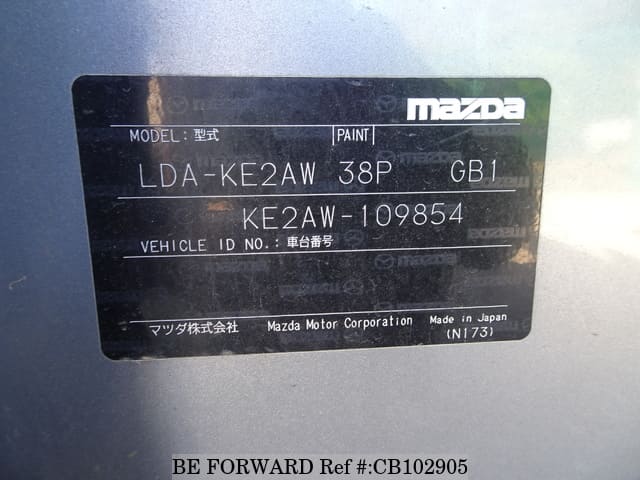 mazda
MODEL: 型式 PAINT
LDA-KE2AW 38P GB1
KE2AW-109854
VEHICLE ID NO.: 車台番号
マツダ株式会社 Mazda Motor Corporation Made in Japan
(N173)
BE FORWARD Ref #:CB102905